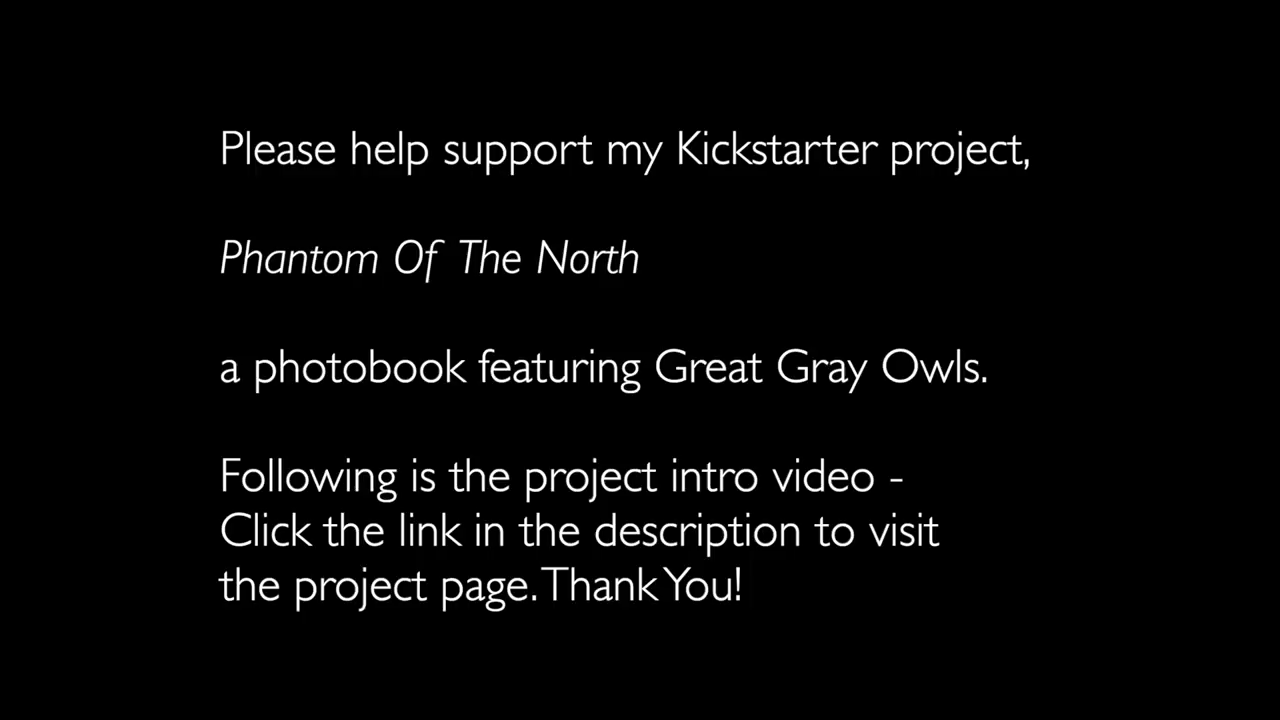 Please help support my Kickstarter project,
Phantom Of The North
a photobook featuring Great Gray Owls.
Following is the project intro video -
Click the link in the description to visit
the project page. Thank You!